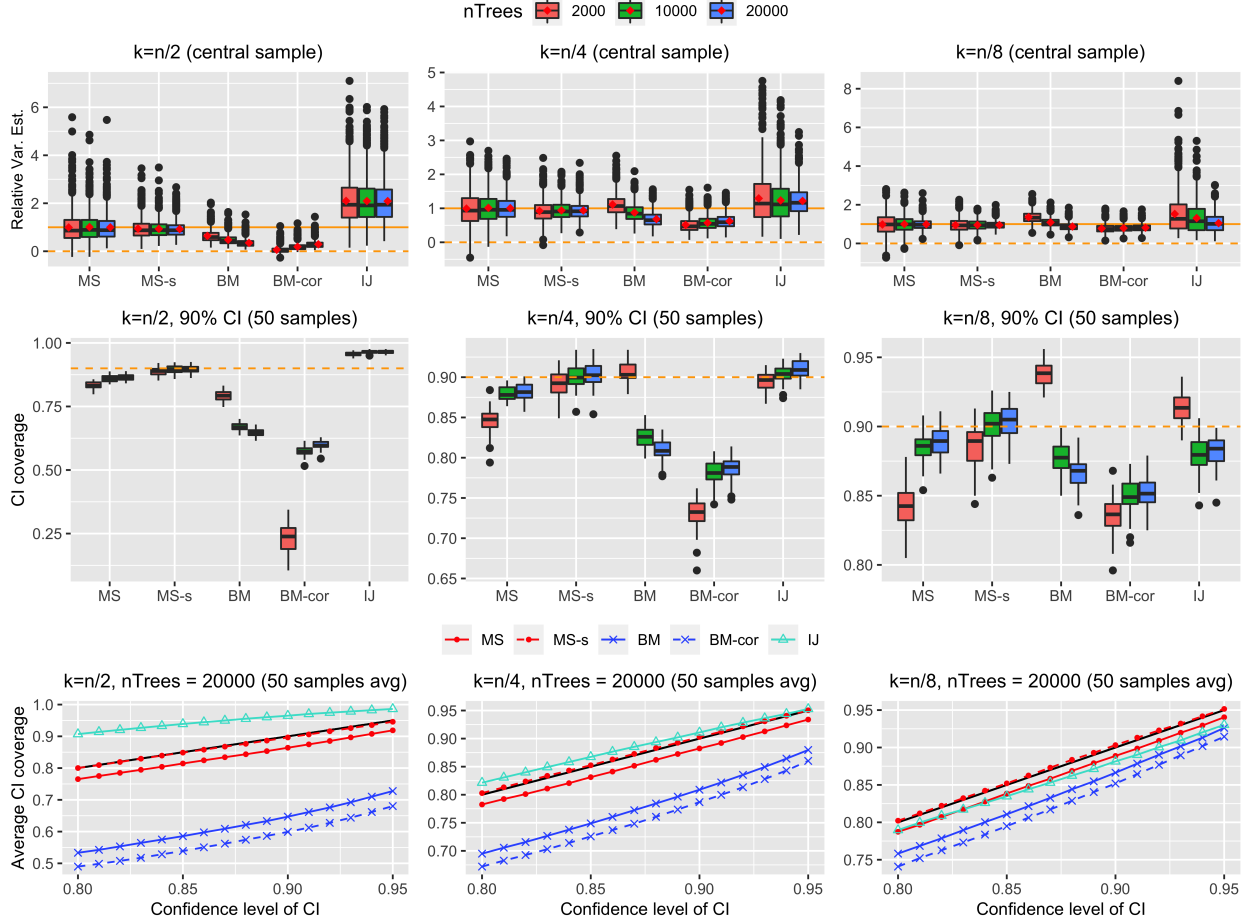 nTrees 2000 10000 20000
k=n/2 (central sample) k=n/4 (central sample) k=n/8 (central sample)
Relative Var. Est.
6
4
2
0
MS MS-s BM BM-cor IJ
5
4
3
2
1
0
MS MS-s BM BM-cor IJ
8
6
4
2
0
MS MS-s BM BM-cor IJ
k=n/2, 90% CI (50 samples) k=n/4, 90% CI (50 samples) k=n/8, 90% CI (50 samples)
CI coverage
1.00
0.75
0.50
0.25
MS MS-s BM BM-cor IJ
0.90
0.85
0.80
0.75
0.70
0.65
MS MS-s BM BM-cor IJ
0.95
0.90
0.85
0.80
MS MS-s BM BM-cor IJ
MS MS-s BM BM-cor IJ
k=n/2, nTrees = 20000 (50 samples avg) k=n/4, nTrees = 20000 (50 samples avg) k=n/8, nTrees = 20000 (50 samples avg)
Average CI coverage
1.0
0.9
0.8
0.7
0.6
0.5
0.80 0.85 0.90 0.95
Confidence level of CI
0.95
0.90
0.85
0.80
0.75
0.70
0.80 0.85 0.90 0.95
Confidence level of CI
0.95
0.90
0.85
0.80
0.75
0.80 0.85 0.90 0.95
Confidence level of CI